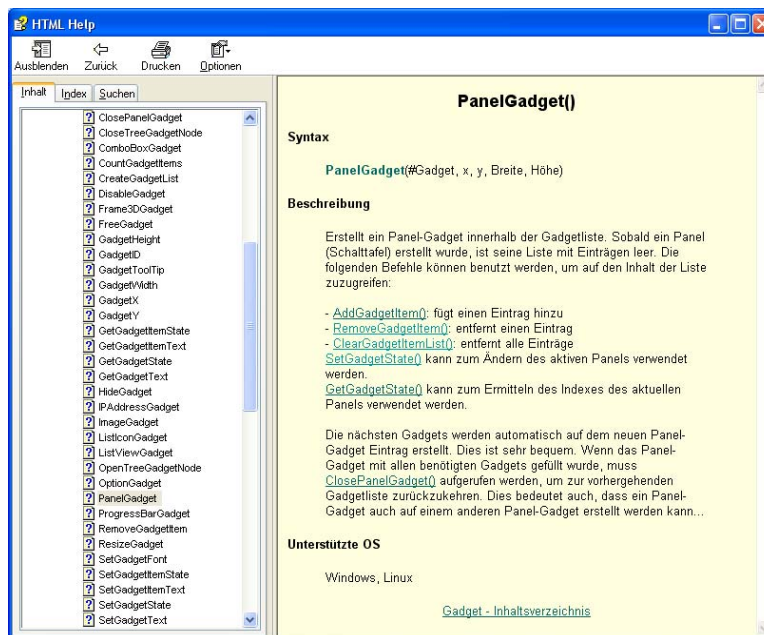 HTML Help
Ausblenden Zurück Drucken Optionen
Inhalt Index Suchen
ClosePanelGadget
CloseTreeGadgetNode
ComboBoxGadget
CountGadgetItems
CreateGadgetList
DisableGadget
Frame3DGadget
FreeGadget
GadgetHeight
GadgetID
GadgetToolTip
GadgetWidth
GadgetX
GadgetY
GetGadgetItemState
GetGadgetItemText
GetGadgetState
GetGadgetText
HideGadget
IPAddressGadget
ImageGadget
ListIconGadget
ListViewGadget
OpenTreeGadgetNode
OptionGadget
PanelGadget
ProgressBarGadget
RemoveGadgetItem
ResizeGadget
SetGadgetFont
SetGadgetItemState
SetGadgetItemText
SetGadgetState
SetGadgetText
PanelGadget()
Syntax
PanelGadget(#Gadget, x, y, Breite, Höhe)
Beschreibung
Erstellt ein Panel-Gadget innerhalb der Gadgetliste. Sobald ein Panel
(Schalttafel) erstellt wurde, ist seine Liste mit Einträgen leer. Die
folgenden Befehle können benutzt werden, um auf den Inhalt der Liste
zuzugreifen:
- AddGadgetItem(): fügt einen Eintrag hinzu
- RemoveGadgetItem(): entfernt einen Eintrag
- ClearGadgetItemList(): entfernt alle Einträge
SetGadgetState() kann zum Ändern des aktiven Panels verwendet
werden.
GetGadgetState() kann zum Ermitteln des Indexes des aktuellen
Panels verwendet werden.
Die nächsten Gadgets werden automatisch auf dem neuen Panel-
Gadget Eintrag erstellt. Dies ist sehr bequem. Wenn das Panel-
Gadget mit allen benötigten Gadgets gefüllt wurde, muss
ClosePanelGadget() aufgerufen werden, um zur vorhergehenden
Gadgetliste zurückzukehren. Dies bedeutet auch, dass ein Panel-
Gadget auch auf einem anderen Panel-Gadget erstellt werden kann...
Unterstützte OS
Windows, Linux
Gadget - Inhaltsverzeichnis